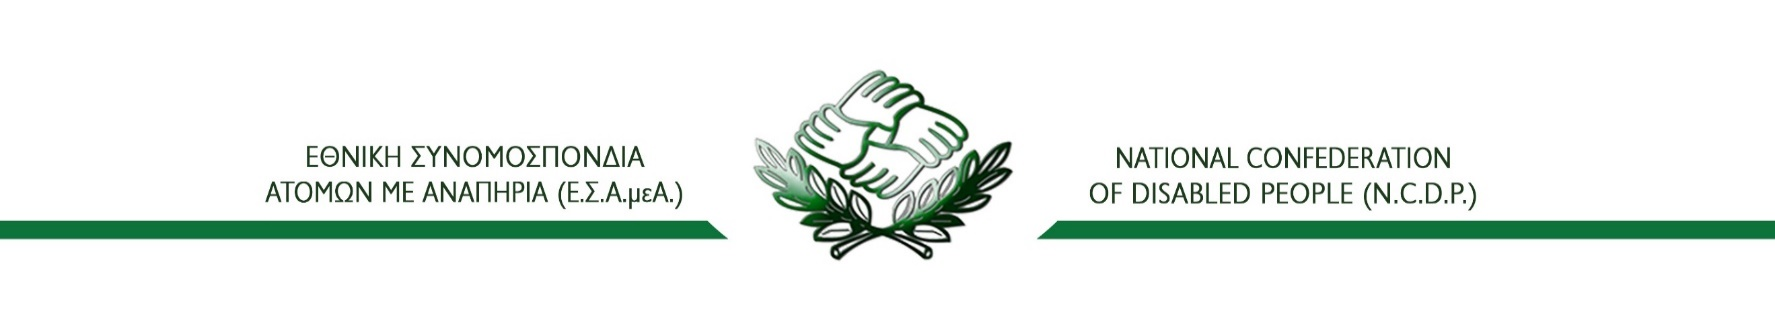 ΕΘΝΙΚΗ ΣΥΝΟΜΟΣΠΟΝΔΙΑ
ΑΤΟΜΩΝ ΜΕ ΑΝΑΠΗΡΙΑ (Ε.Σ.Α.μεΑ.)
NATIONAL CONFEDERATION
OF DISABLED PEOPLE (N.C.D.P.)